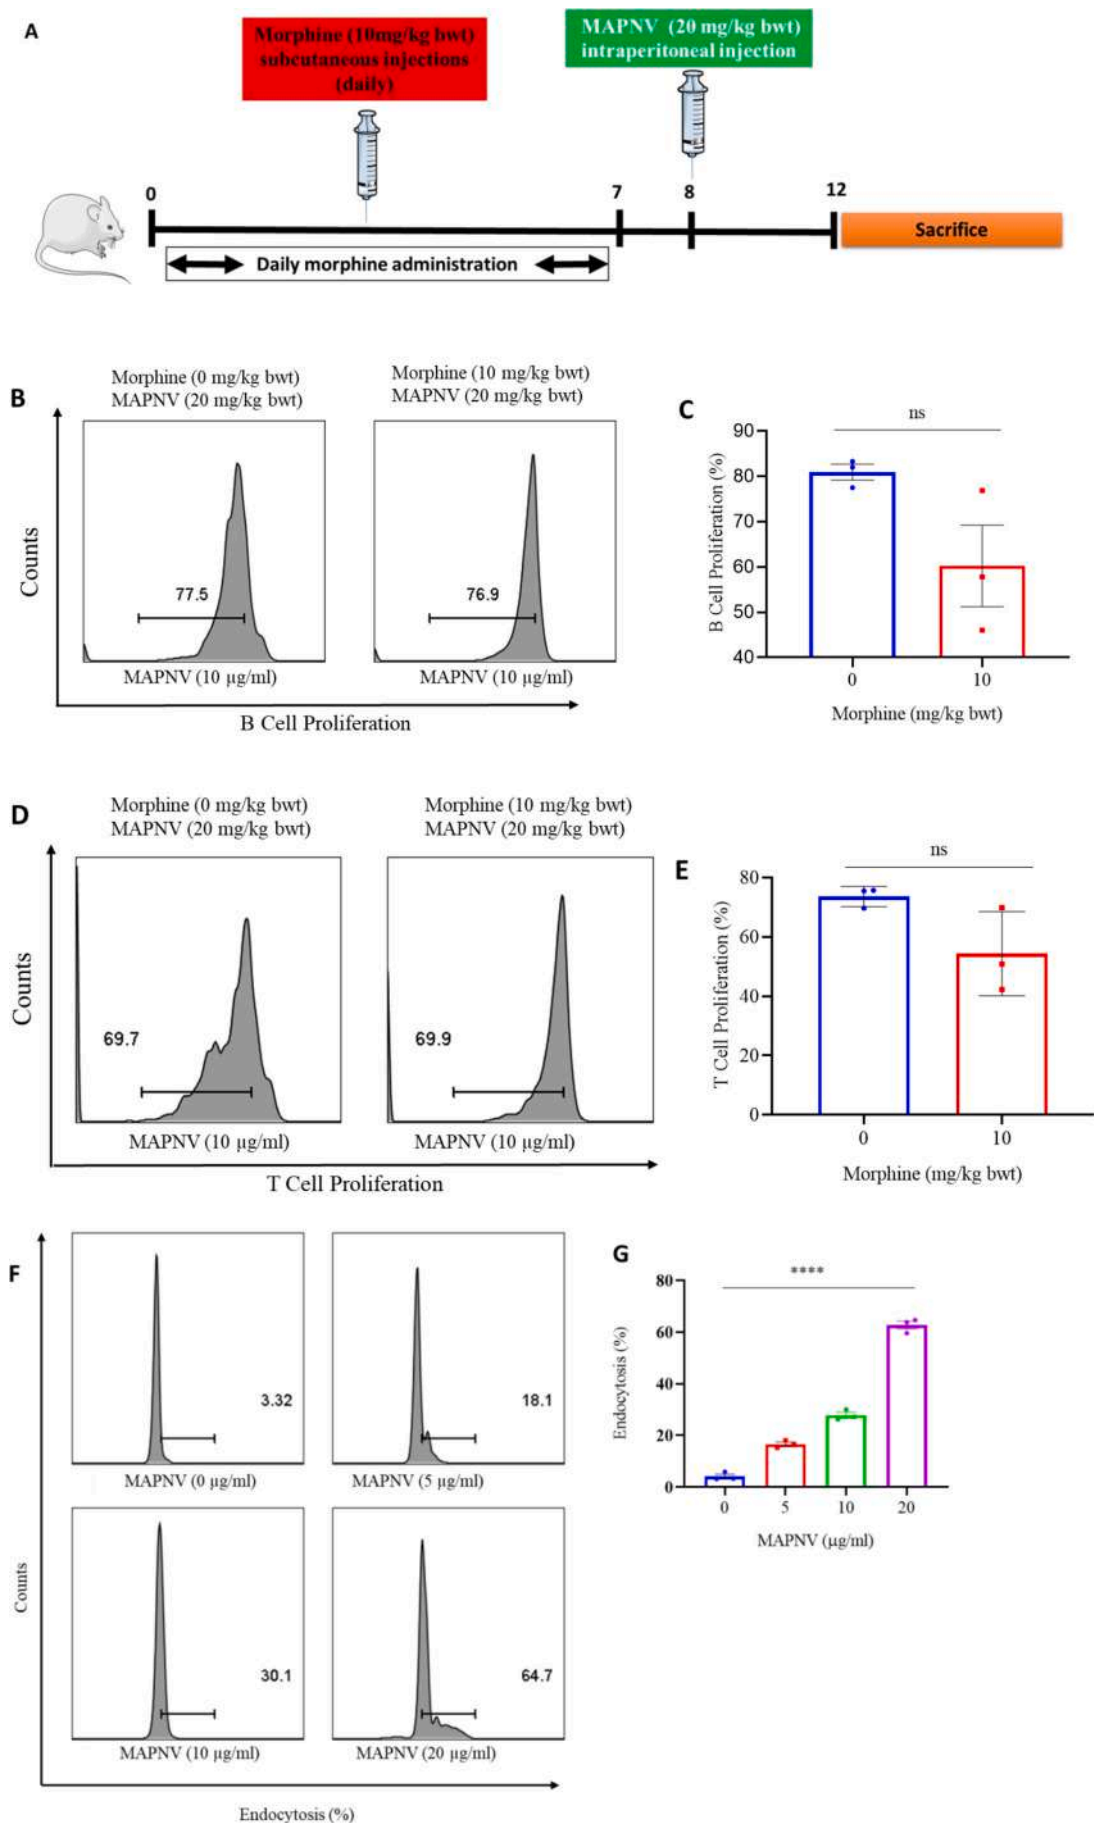 A
Morphine (10mg/kg bwt)
subcutaneous injections
(daily)
MAPNV (20 mg/kg bwt)
intraperitoneal injection
0
7
8
12
Sacrifice
Daily morphine administration
B
Morphine (0 mg/kg bwt)
MAPNV (20 mg/kg bwt)
Morphine (10 mg/kg bwt)
MAPNV (20 mg/kg bwt)
Counts
77.5
76.9
MAPNV (10 µg/ml)
MAPNV (10 µg/ml)
B Cell Proliferation
C
ns
B Cell Proliferation (%)
90
80
70
60
50
40
0
10
Morphine (mg/kg bwt)
D
Morphine (0 mg/kg bwt)
MAPNV (20 mg/kg bwt)
Morphine (10 mg/kg bwt)
MAPNV (20 mg/kg bwt)
Counts
69.7
69.9
MAPNV (10 µg/ml)
MAPNV (10 µg/ml)
T Cell Proliferation
E
ns
T Cell Proliferation (%)
80
60
40
20
0
0
10
Morphine (mg/kg bwt)
F
3.32
18.1
MAPNV (0 µg/ml)
MAPNV (5 µg/ml)
Counts
30.1
64.7
MAPNV (10 µg/ml)
MAPNV (20 µg/ml)
Endocytosis (%)
G
****
Endocytosis (%)
80
60
40
20
0
0
5
10
20
MAPNV (µg/ml)